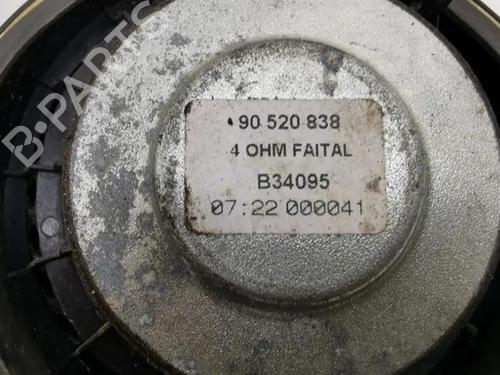 B-PARTS
90 520 838
4 OHM FAITAL
B34095
07:22 000041